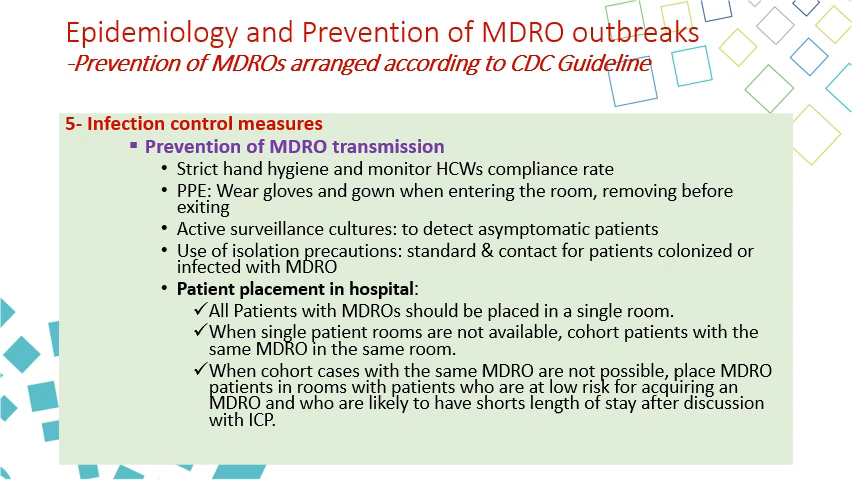 Epidemiology and Prevention of MDRO outbreaks
-Prevention of MDROs arranged according to CDC Guideline
5- Infection control measures
▪ Prevention of MDRO transmission
• Strict hand hygiene and monitor HCWs compliance rate
• PPE: Wear gloves and gown when entering the room, removing before
exiting
• Active surveillance cultures: to detect asymptomatic patients
• Use of isolation precautions: standard & contact for patients colonized or
infected with MDRO
• Patient placement in hospital:
✓All Patients with MDROs should be placed in a single room.
✓When single patient rooms are not available, cohort patients with the
same MDRO in the same room.
✓When cohort cases with the same MDRO are not possible, place MDRO
patients in rooms with patients who are at low risk for acquiring an
MDRO and who are likely to have shorts length of stay after discussion
with ICP.